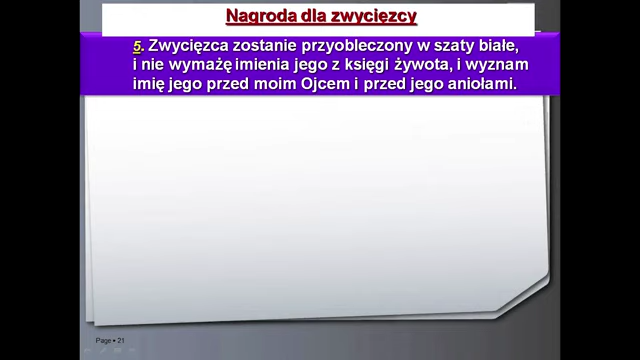 Nagroda dla zwycięzcy
5. Zwycięzca zostanie przyobleczony w szaty białe,
i nie wymażę imienia jego z księgi żywota, i wyznam
imię jego przed moim Ojcem i przed jego aniołami.
Page ▪ 21